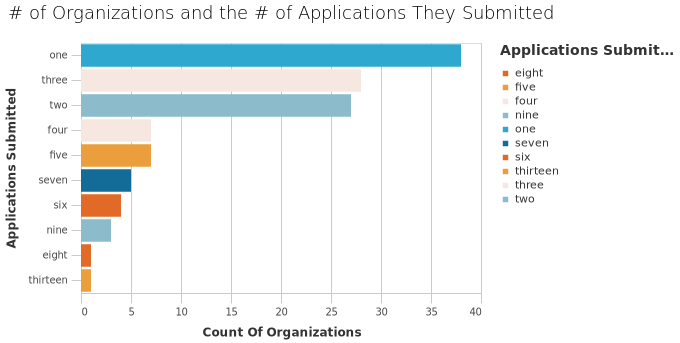 # of Organizations and the # of Applications They Submitted
Applications Submitted
one
three
two
four
five
seven
six
nine
eight
thirteen
0 5 10 15 20 25 30 35 40
Count Of Organizations
Applications Submit...
eight
five
four
nine
one
seven
six
thirteen
three
two